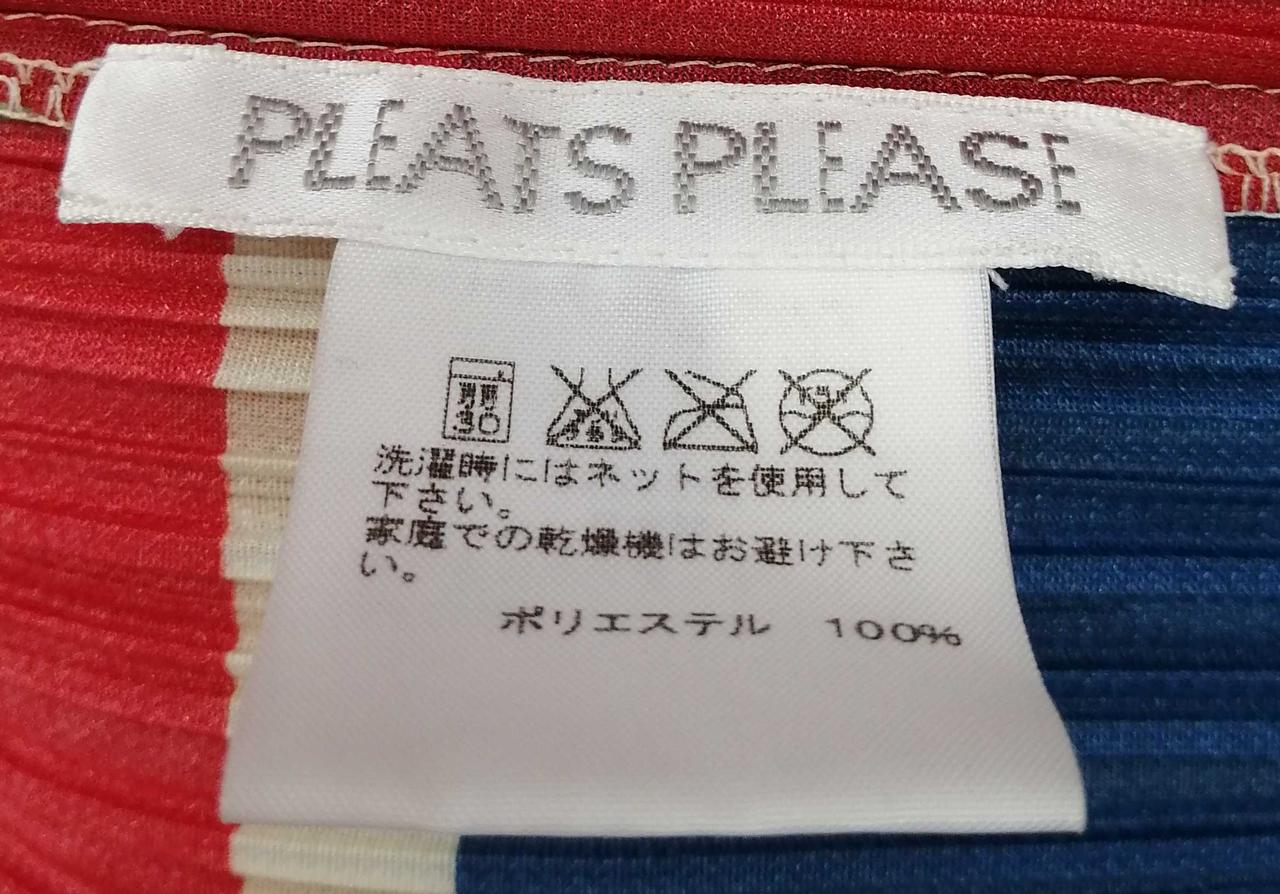 PLEATS PLEASE
30
洗濯時にはネットを使用して
下さい。
家庭での乾燥機はお避け下さ
い。
ポリエステル 100%